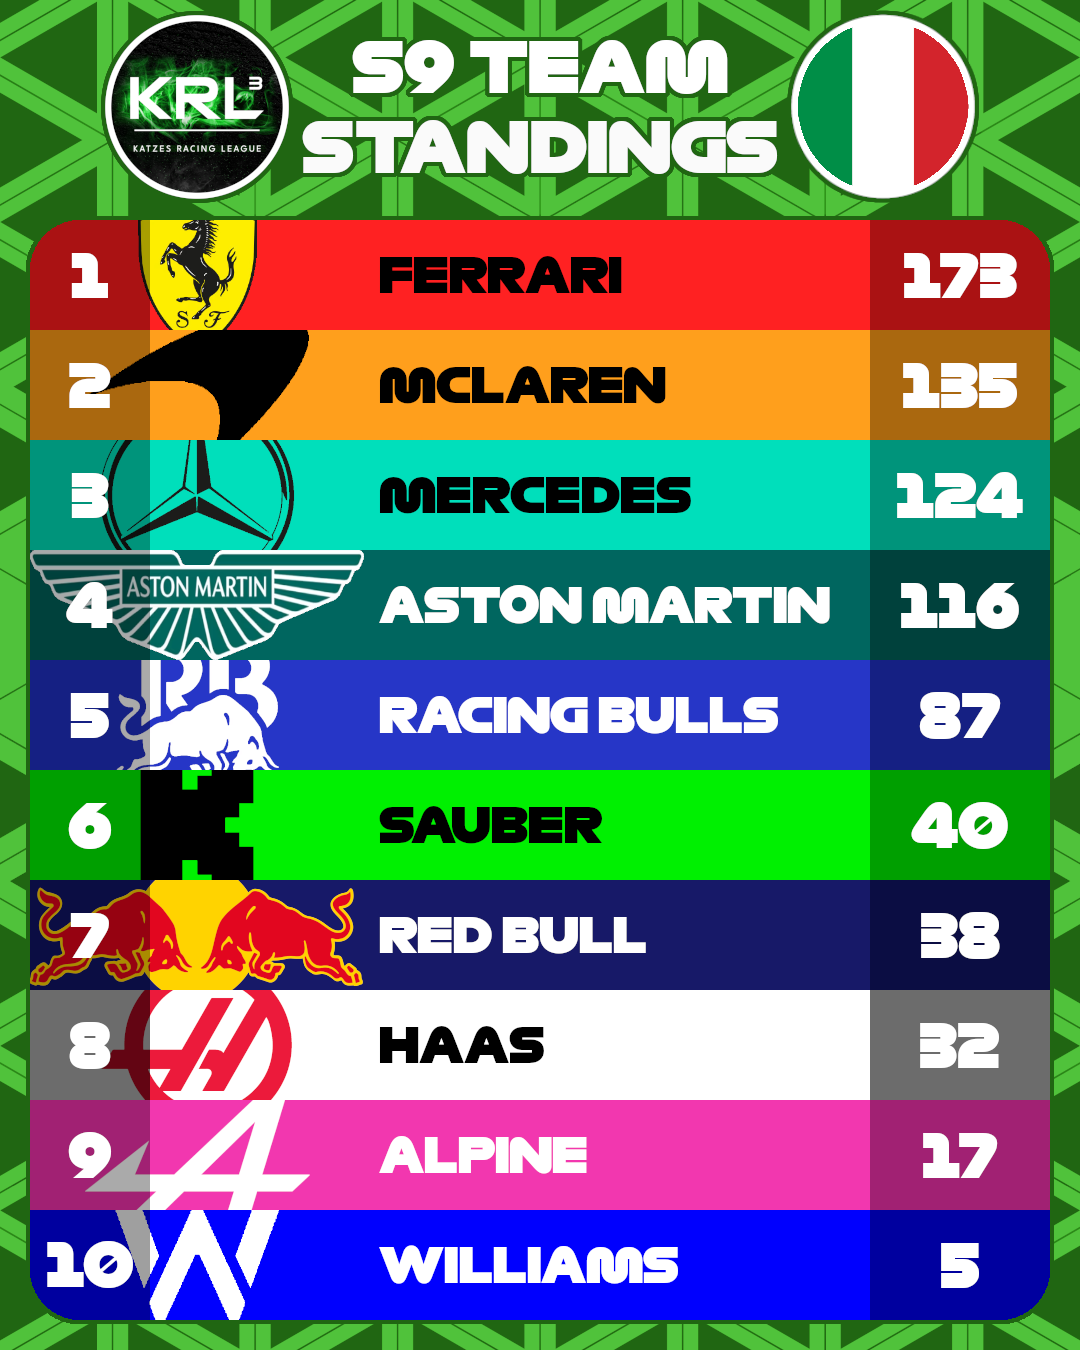 KRL3
KATZES RACING LEAGUE
S9 TEAM
STANDINGS
1 S F FERRARI 173
2 MCLAREN 135
3 MERCEDES 124
4 ASTON MARTIN ASTON MARTIN 116
5 RB RACING BULLS 87
6 K SAUBER 40
7 RED BULL 38
8 H HAAS 32
9 A ALPINE 17
10 W WILLIAMS 5